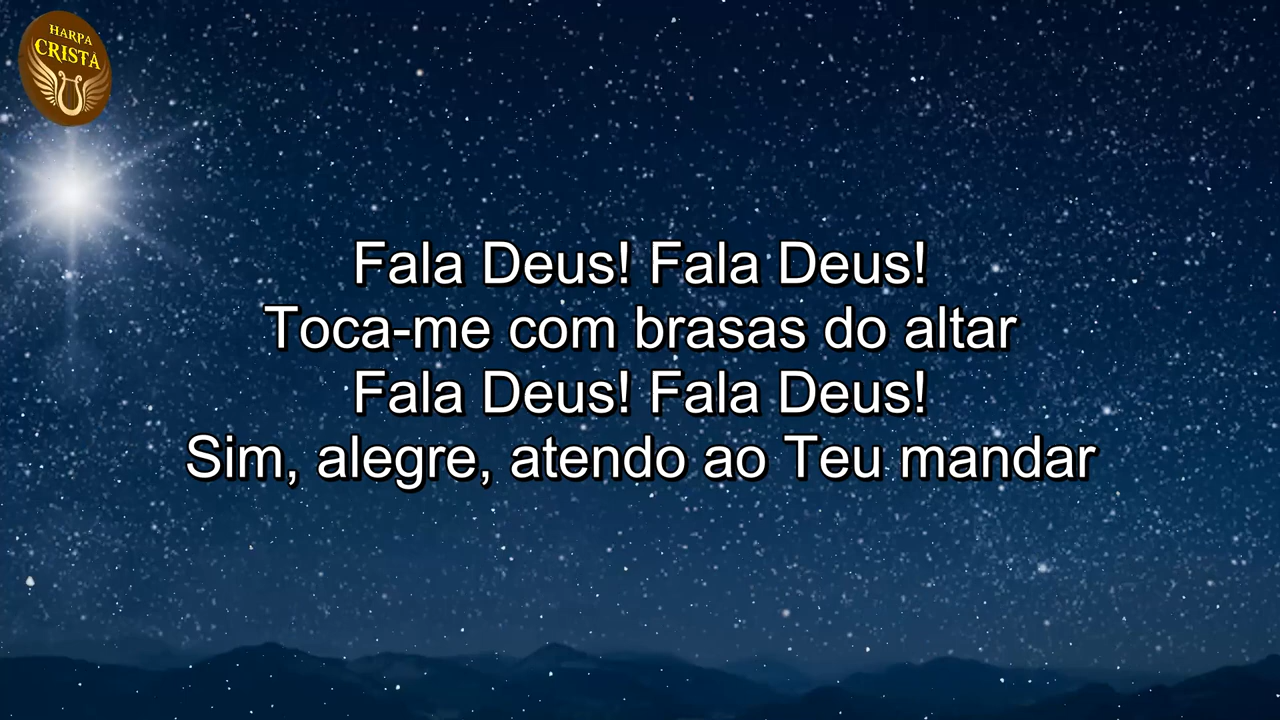 HARPA
CRISTÃ
Fala Deus! Fala Deus!
Toca-me com brasas do altar
Fala Deus! Fala Deus!
Sim, alegre, atendo ao Teu mandar